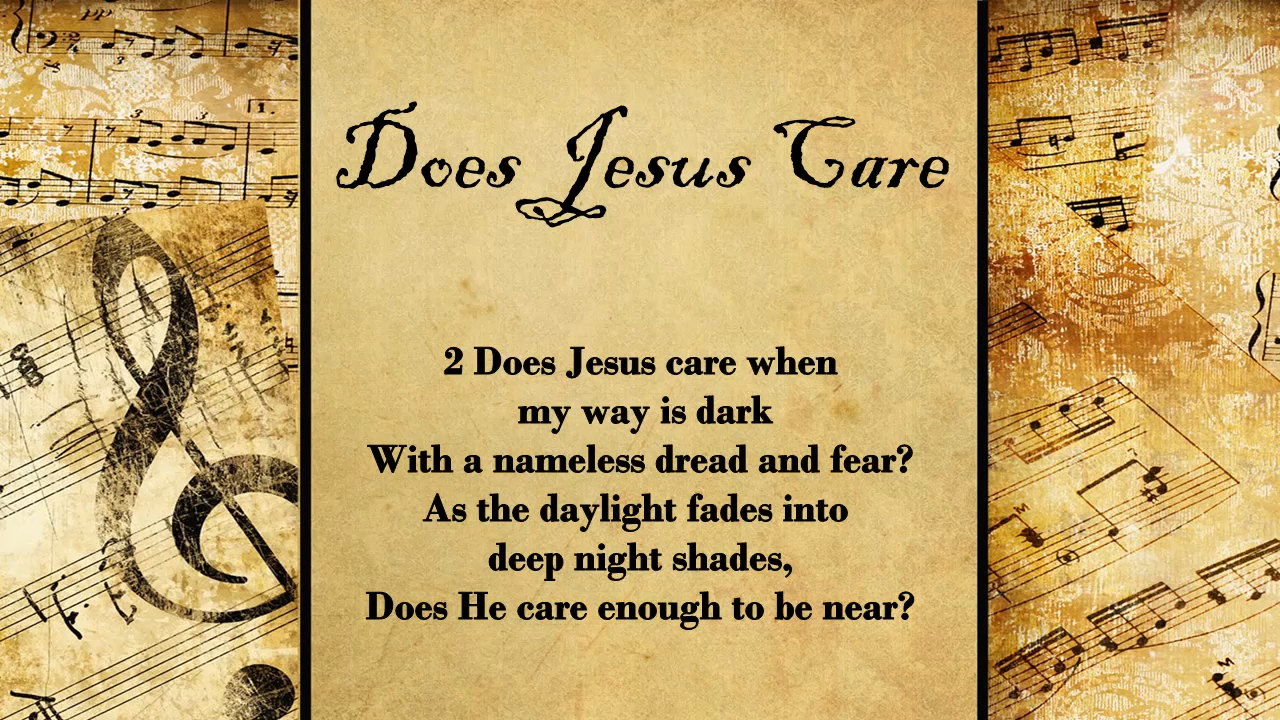 Does Jesus Care
2 Does Jesus care when
my way is dark
With a nameless dread and fear?
As the daylight fades into
deep night shades,
Does He care enough to be near?